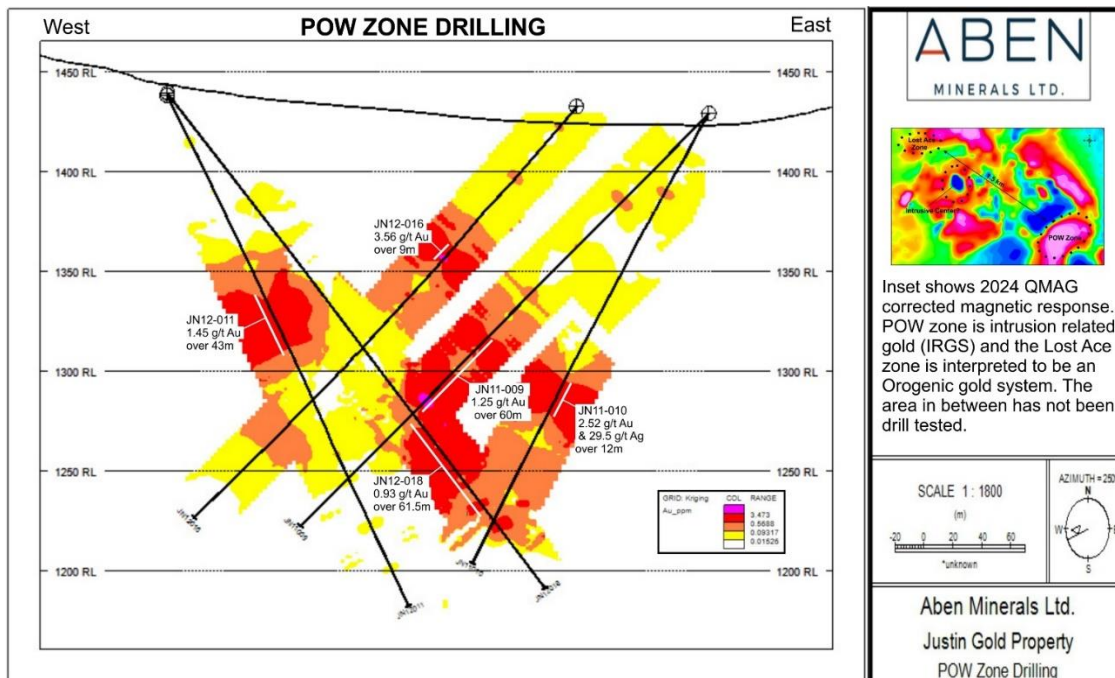 West
POW ZONE DRILLING
East
1450 RL
1450 RL
1400 RL
1400 RL
JN12-016
3.56 g/t Au
over 9m
1350 RL
1350 RL
JN12-011
1.45 g/t Au
over 43m
1300 RL
1300 RL
JN11-009
1.25 g/t Au
over 60m
JN11-010
2.52 g/t Au
& 29.5 g/t Ag
over 12m
1250 RL
1250 RL
JN12-018
0.93 g/t Au
over 61.5m
GRID: Kriging COL RANGE
Au_ppm
3.473
0.5688
0.09317
0.01526
1200 RL
1200 RL
JN12011
ABEN
MINERALS LTD.
Lost Ace
Zone
Intrusive Center
POW Zone
Inset shows 2024 QMAG
corrected magnetic response.
POW zone is intrusion related
gold (IRGS) and the Lost Ace
zone is interpreted to be an
Orogenic gold system. The
area in between has not been
drill tested.
SCALE 1 : 1800
(m)
-20 0 20 40 60
*unknown
AZIMUTH = 250
N
W
S
Aben Minerals Ltd.
Justin Gold Property
POW Zone Drilling